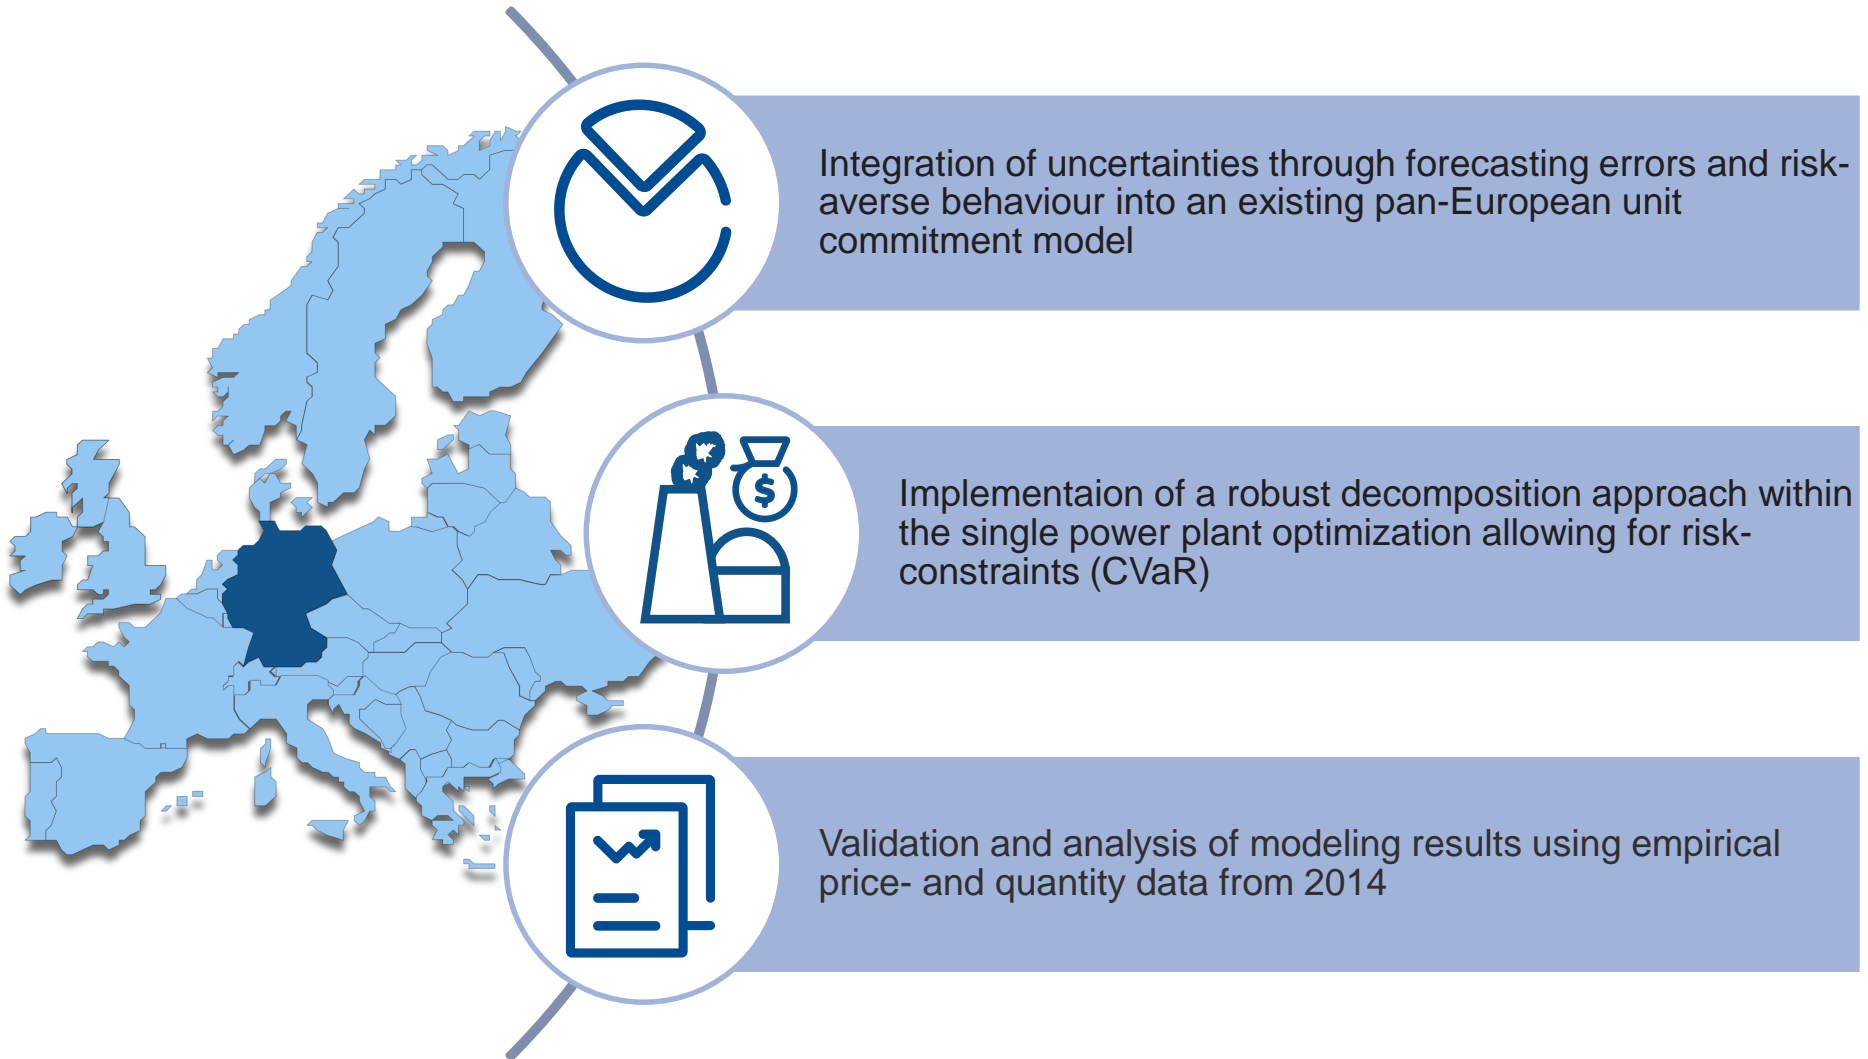 Integration of uncertainties through forecasting errors and risk-
averse behaviour into an existing pan-European unit
commitment model
$
Implementaion of a robust decomposition approach within
the single power plant optimization allowing for risk-
constraints (CVaR)
Validation and analysis of modeling results using empirical
price- and quantity data from 2014